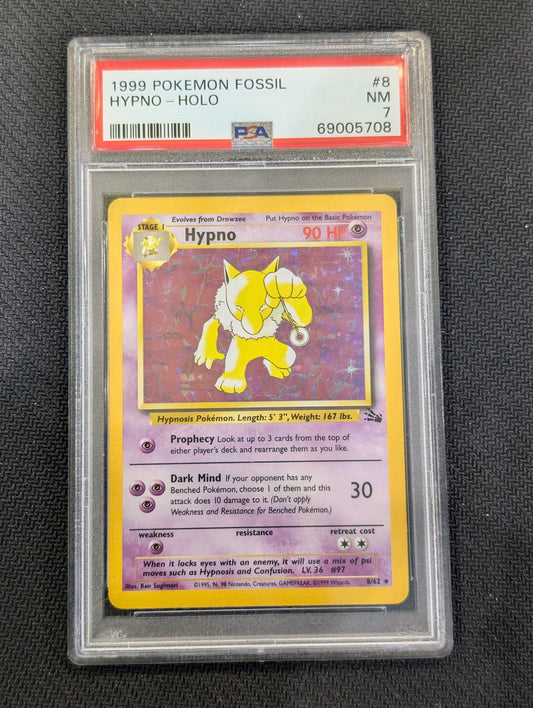 1999 POKEMON FOSSIL #8
HYPNO - HOLO NM
7
PSA 69005708
Evolves from Drowzee Put Hypno on the Basic Pokémon
STAGE 1
Hypno 90 HP
Hypnosis Pokémon. Length: 5' 3", Weight: 167 lbs.
Prophecy Look at up to 3 cards from the top of
either player's deck and rearrange them as you like.
Dark Mind If your opponent has any
Benched Pokémon, choose 1 of them and this
attack does 10 damage to it. (Don't apply
Weakness and Resistance for Benched Pokémon.)
30
weakness resistance retreat cost
When it locks eyes with an enemy, it will use a mix of psi
moves such as Hypnosis and Confusion. LV. 36 #97
Illus. Ken Sugimori ©1995, 96, 98 Nintendo, Creatures, GAMEFREAK. ©1999 Wizards. 8/62 ★